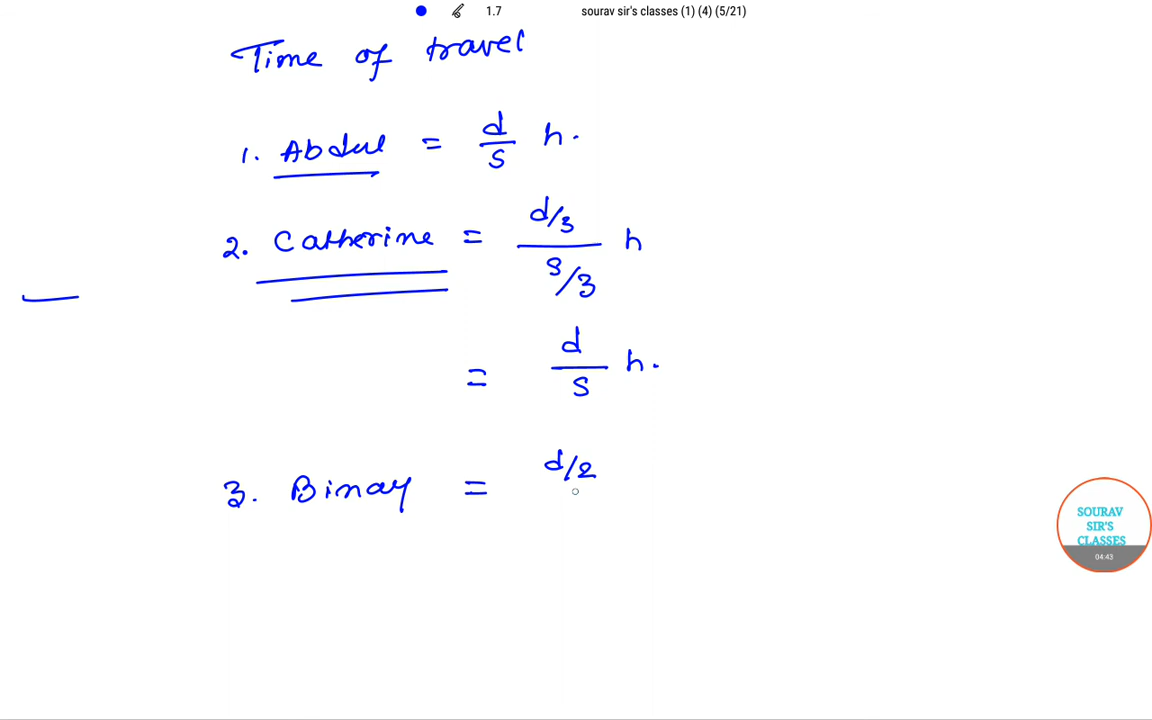 1.7 sourav sir's classes (1) (4) (5/21)
Time of travel
1. Abdul = d/s h.
2. Catherine = d/3 / s/3 h
= d/s h.
3. Binay = d/2
SOURAV
SIR'S
CLASSES
04:43